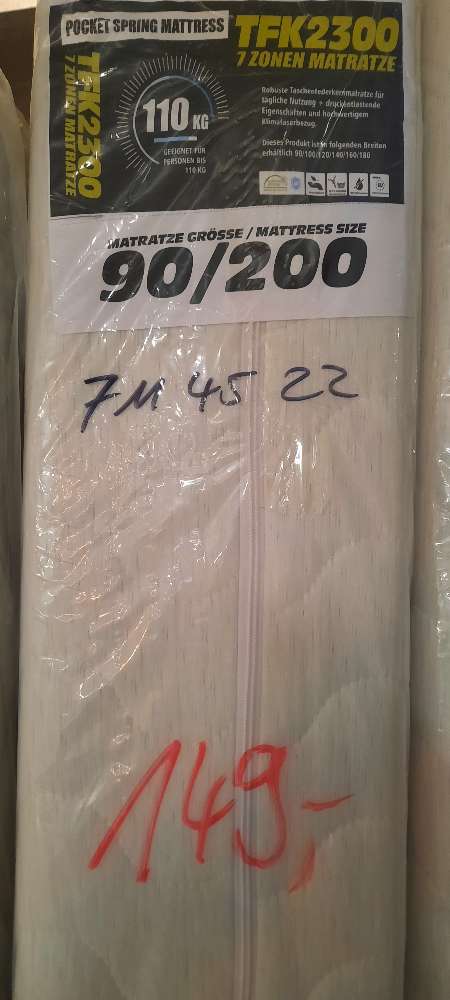 POCKET SPRING MATTRESS
TFK2300
7 ZONEN MATRATZE
TFK2300
7 ZONEN MATRATZE
110 KG
GEEIGNET FÜR
PERSONEN BIS
110 KG
Robuste Taschenfederkernmatratze für
tägliche Nutzung + druckentlastende
Eigenschaften und hochwertigem
Klimafaserbezug.
Dieses Produkt ist in folgenden Breiten
erhältlich 90/100/120/140/160/180
MATRATZE GRÖSSE / MATTRESS SIZE
90/200
7M 45 22
149,-